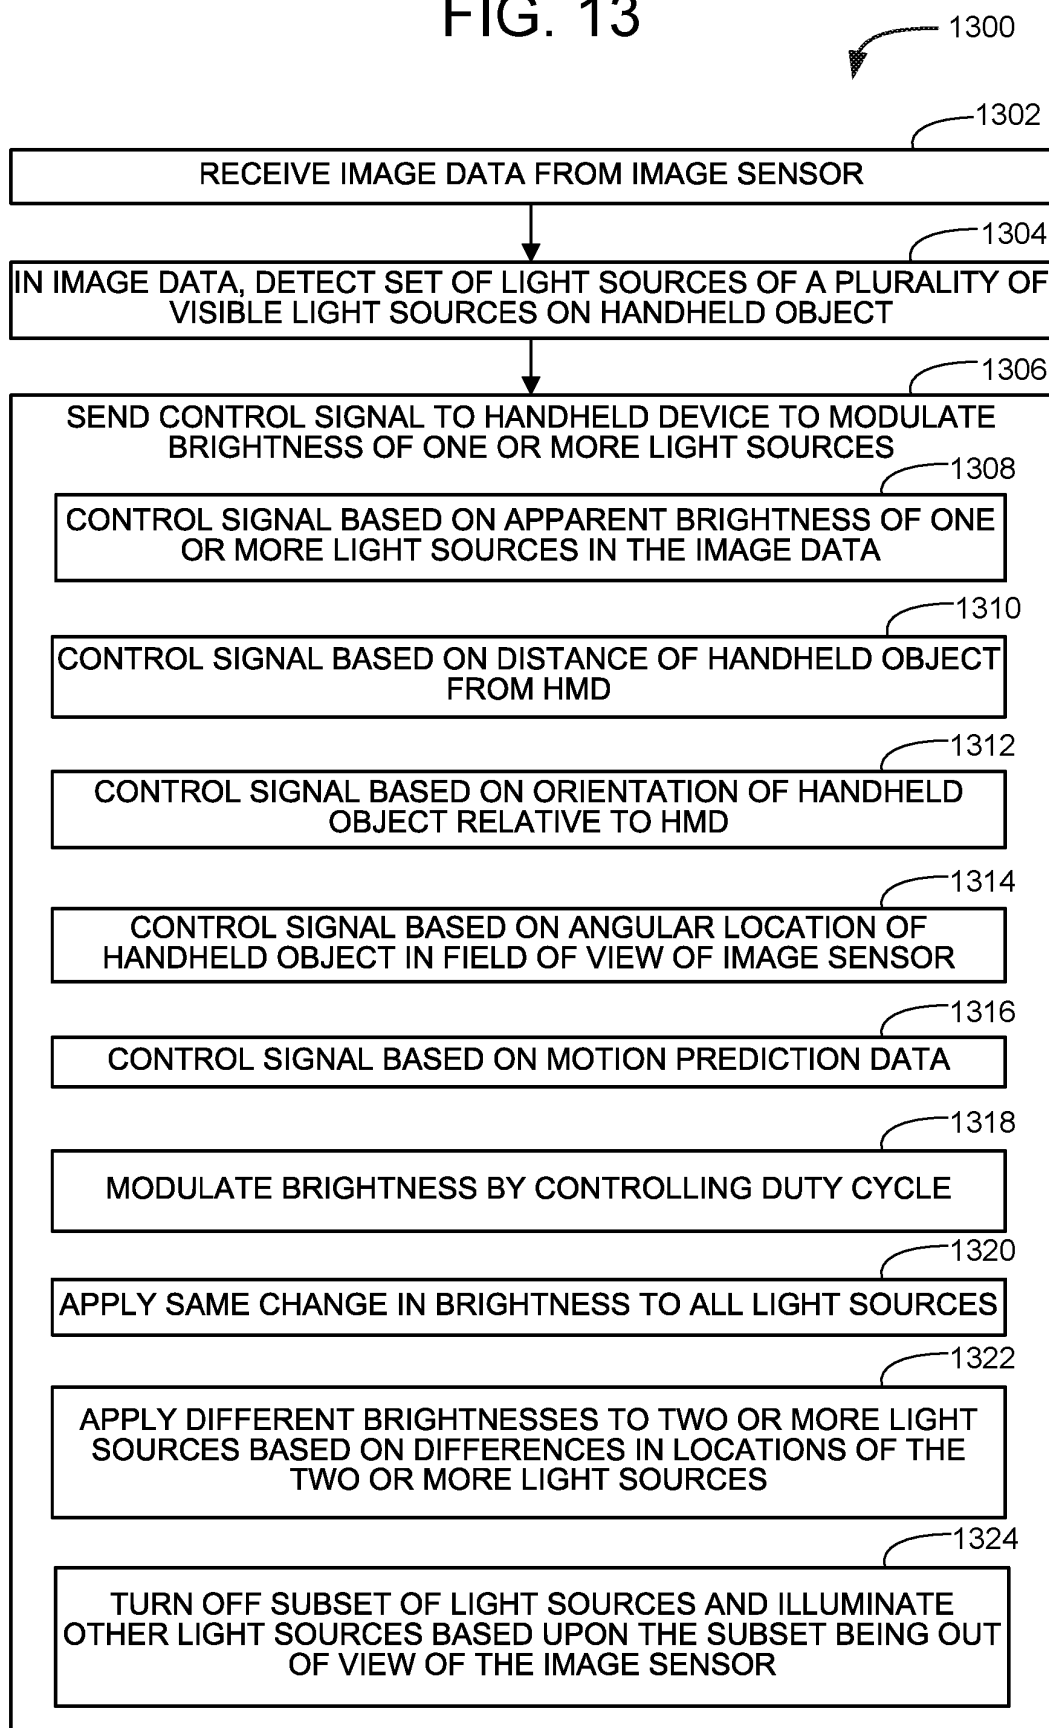 FIG. 13
1300
1302
RECEIVE IMAGE DATA FROM IMAGE SENSOR
1304
IN IMAGE DATA, DETECT SET OF LIGHT SOURCES OF A PLURALITY OF
VISIBLE LIGHT SOURCES ON HANDHELD OBJECT
1306
SEND CONTROL SIGNAL TO HANDHELD DEVICE TO MODULATE
BRIGHTNESS OF ONE OR MORE LIGHT SOURCES
1308
CONTROL SIGNAL BASED ON APPARENT BRIGHTNESS OF ONE
OR MORE LIGHT SOURCES IN THE IMAGE DATA
1310
CONTROL SIGNAL BASED ON DISTANCE OF HANDHELD OBJECT
FROM HMD
1312
CONTROL SIGNAL BASED ON ORIENTATION OF HANDHELD
OBJECT RELATIVE TO HMD
1314
CONTROL SIGNAL BASED ON ANGULAR LOCATION OF
HANDHELD OBJECT IN FIELD OF VIEW OF IMAGE SENSOR
1316
CONTROL SIGNAL BASED ON MOTION PREDICTION DATA
1318
MODULATE BRIGHTNESS BY CONTROLLING DUTY CYCLE
1320
APPLY SAME CHANGE IN BRIGHTNESS TO ALL LIGHT SOURCES
1322
APPLY DIFFERENT BRIGHTNESSES TO TWO OR MORE LIGHT
SOURCES BASED ON DIFFERENCES IN LOCATIONS OF THE
TWO OR MORE LIGHT SOURCES
1324
TURN OFF SUBSET OF LIGHT SOURCES AND ILLUMINATE
OTHER LIGHT SOURCES BASED UPON THE SUBSET BEING OUT
OF VIEW OF THE IMAGE SENSOR